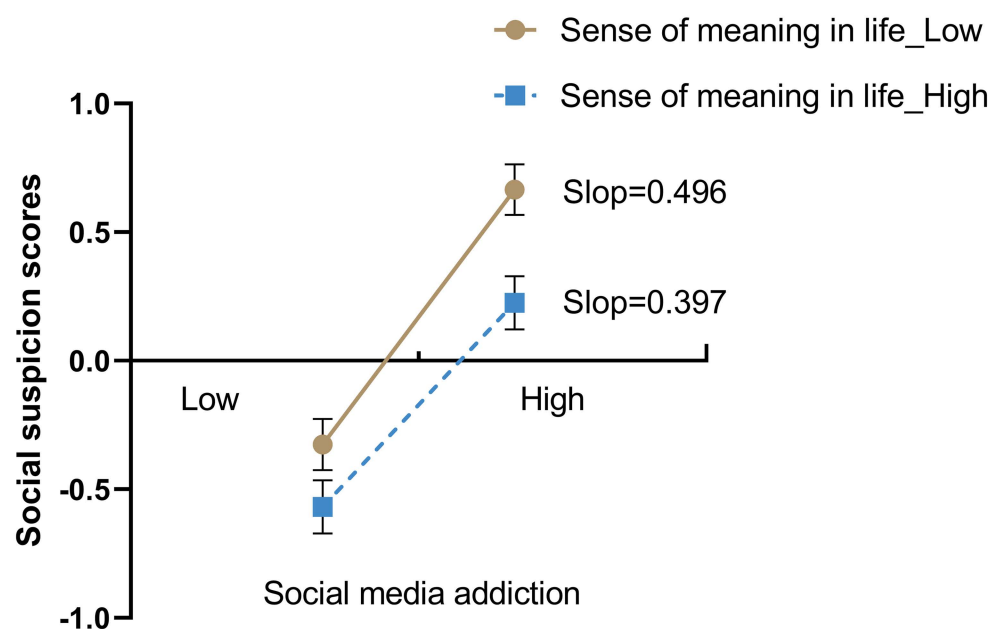 Sense of meaning in life_Low
Sense of meaning in life_High
1.0
Slop=0.496
0.5
Slop=0.397
0.0
Low
High
-0.5
-1.0
Social suspicion scores
Social media addiction